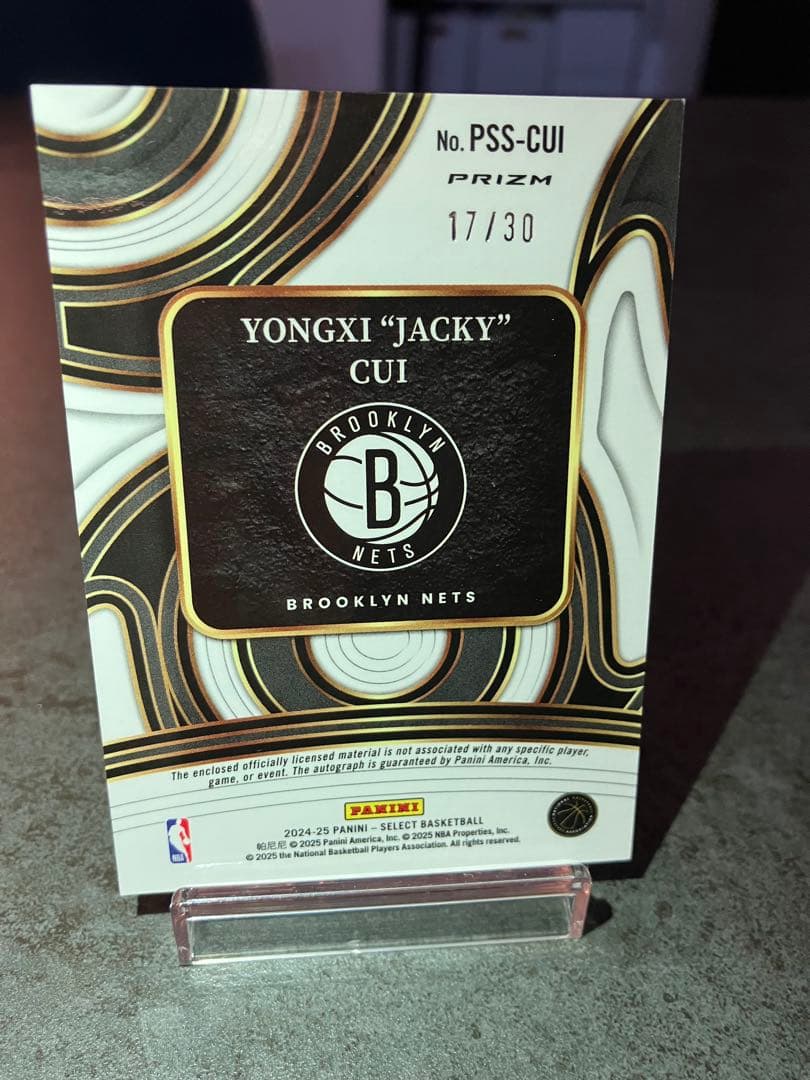 No. PSS-CUI
PRIZM
17/30
YONGXI “JACKY”
CUI
BROOKLYN
B
NETS
BROOKLYN NETS
The enclosed officially licensed material is not associated with any specific player,
game, or event. The autograph is guaranteed by Panini America, Inc.
PANINI
2024-25 PANINI – SELECT BASKETBALL
帕尼尼 © 2025 Panini America, Inc. © 2025 NBA Properties, Inc.
© 2025 the National Basketball Players Association. All rights reserved.
NBA